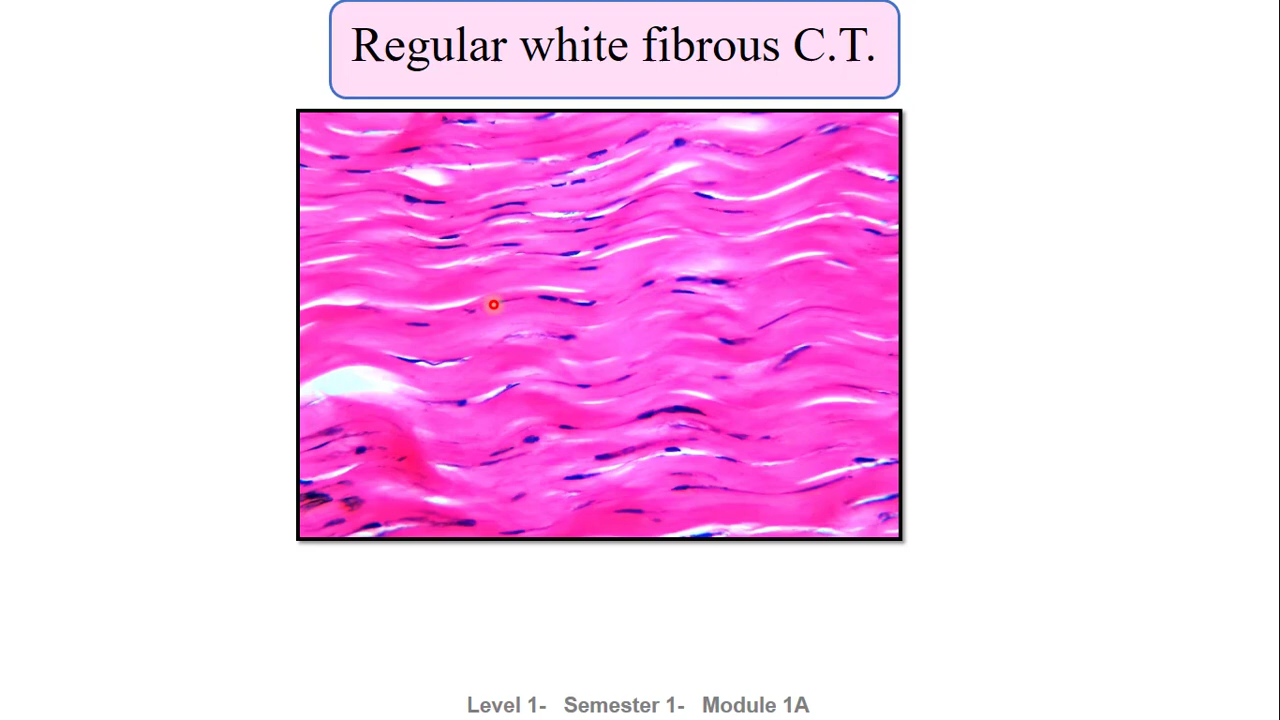 Regular white fibrous C.T.
Level 1- Semester 1- Module 1A